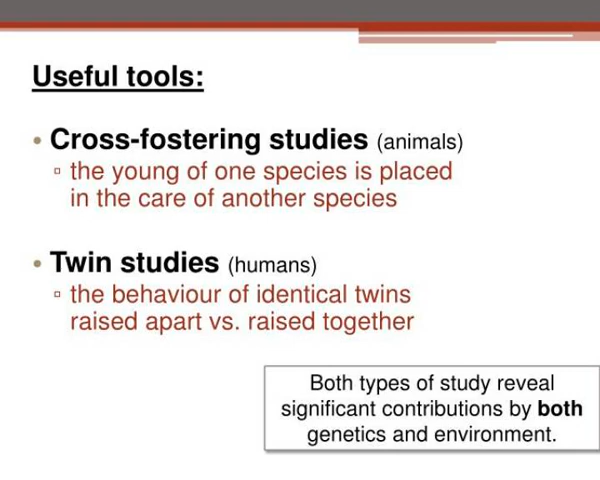 Useful tools:
• Cross-fostering studies (animals)
▫ the young of one species is placed
in the care of another species
• Twin studies (humans)
▫ the behaviour of identical twins
raised apart vs. raised together
Both types of study reveal
significant contributions by both
genetics and environment.